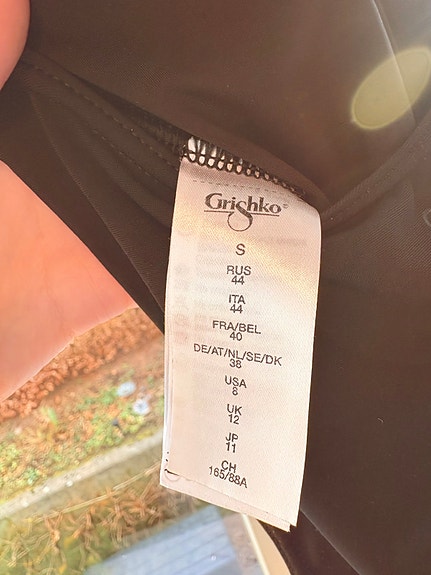 Grishko©
S
RUS
44
ITA
44
FRA/BEL
40
DE/AT/NL/SE/DK
38
USA
8
UK
12
JP
11
CH
165/88A